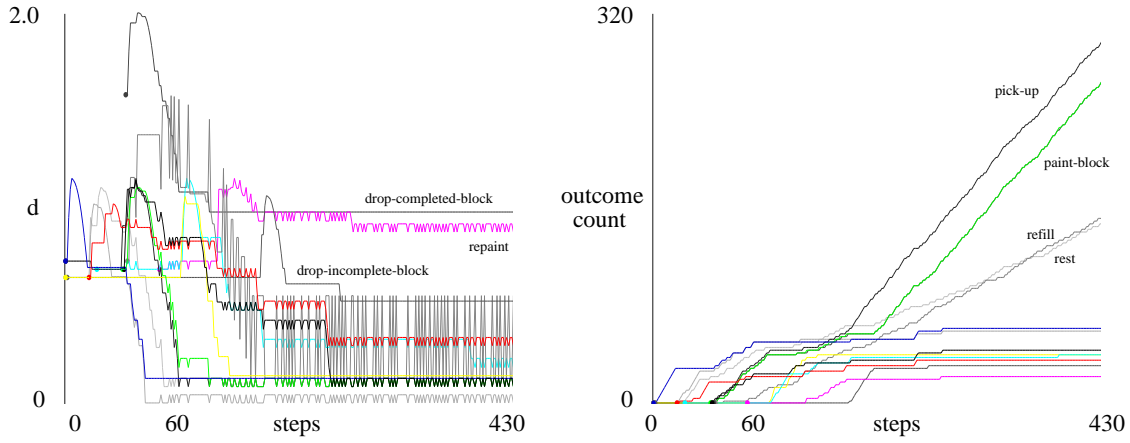 2.0
d
drop-completed-block
repaint
drop-incomplete-block
0
0
60
steps
430
320
pick-up
paint-block
outcome
count
refill
rest
0
0
60
steps
430